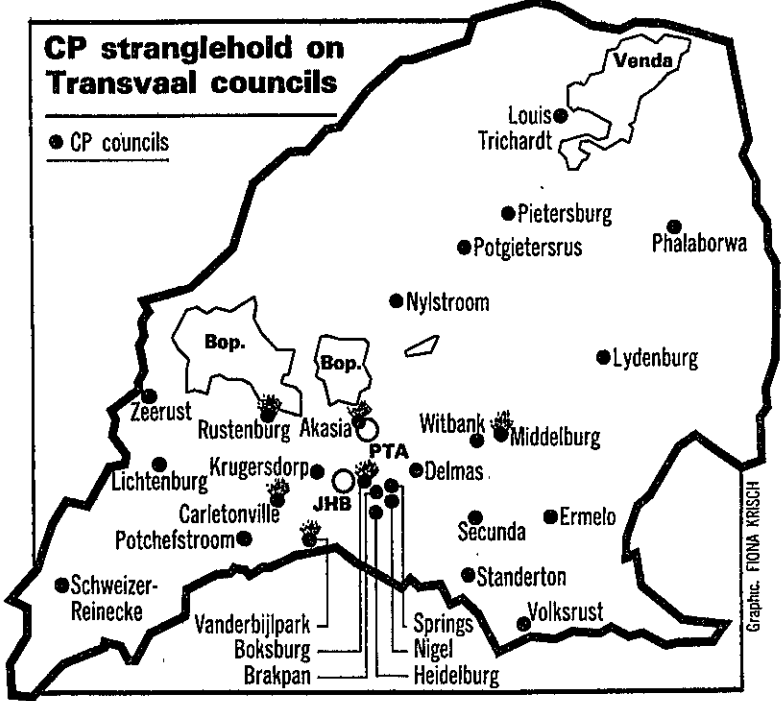 CP stranglehold on
Transvaal councils
CP councils
Venda
Louis
Trichardt
Pietersburg
Potgietersrus
Phalaborwa
Nylstroom
Bop.
Bop.
Lydenburg
Zeerust
Rustenburg
Akasia
PTA
Witbank
Middelburg
Lichtenburg
Krugersdorp
JHB
Delmas
Carletonville
Potchefstroom
Secunda
Ermelo
Schweizer-
Reinecke
Standerton
Volksrust
Vanderbijlpark
Boksburg
Brakpan
Springs
Nigel
Heidelburg
Graphic: FIONA KRISCH